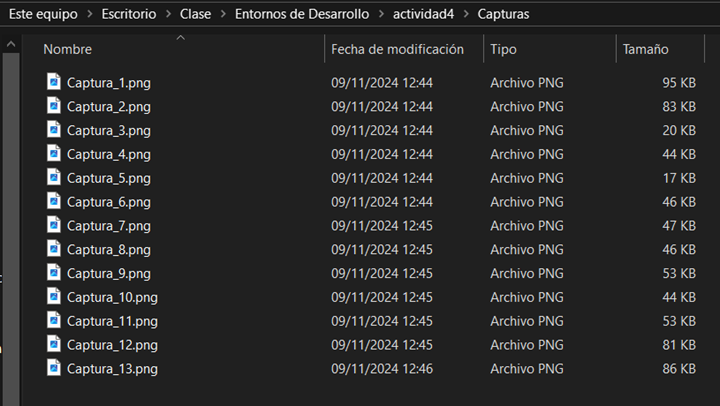 Este equipo > Escritorio > Clase > Entornos de Desarrollo > actividad4 > Capturas
Nombre Fecha de modificación Tipo Tamaño
Captura_1.png 09/11/2024 12:44 Archivo PNG 95 KB
Captura_2.png 09/11/2024 12:44 Archivo PNG 83 KB
Captura_3.png 09/11/2024 12:44 Archivo PNG 20 KB
Captura_4.png 09/11/2024 12:44 Archivo PNG 44 KB
Captura_5.png 09/11/2024 12:44 Archivo PNG 17 KB
Captura_6.png 09/11/2024 12:44 Archivo PNG 46 KB
Captura_7.png 09/11/2024 12:45 Archivo PNG 47 KB
Captura_8.png 09/11/2024 12:45 Archivo PNG 46 KB
Captura_9.png 09/11/2024 12:45 Archivo PNG 53 KB
Captura_10.png 09/11/2024 12:45 Archivo PNG 44 KB
Captura_11.png 09/11/2024 12:45 Archivo PNG 53 KB
Captura_12.png 09/11/2024 12:45 Archivo PNG 81 KB
Captura_13.png 09/11/2024 12:46 Archivo PNG 86 KB